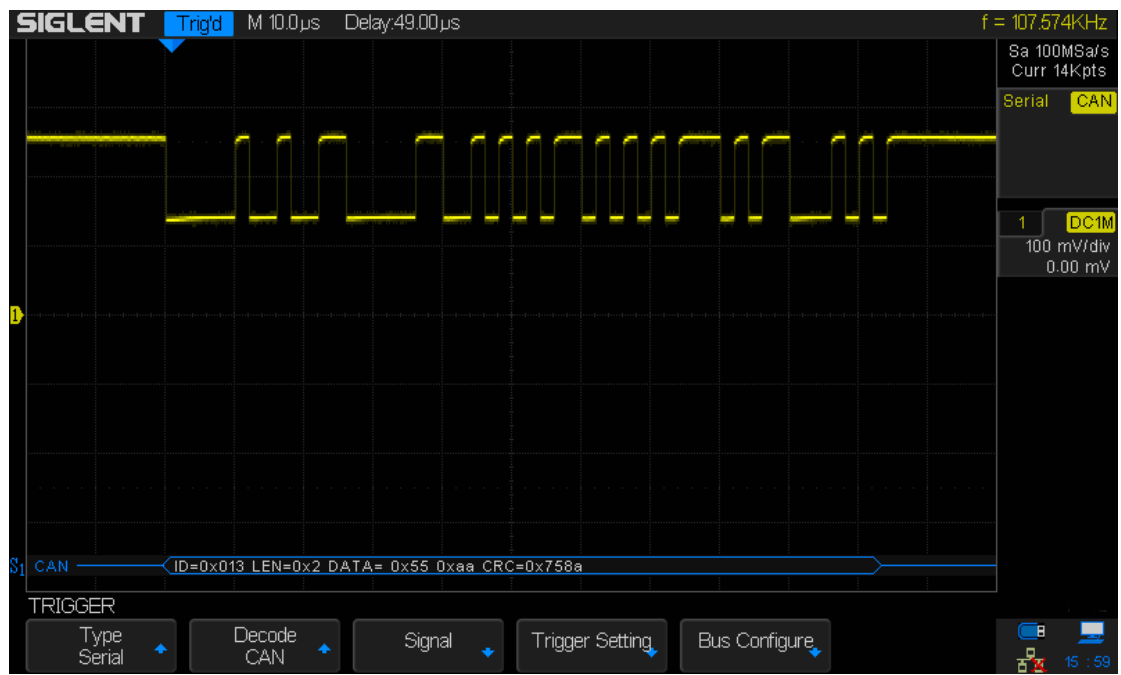 SIGLENT Trig'd M 10.0µs Delay:49.00µs f = 107.574KHz
Sa 100MSa/s
Curr 14Kpts
Serial CAN
1 DC1M
100 mV/div
0.00 mV
1
S1 CAN ID=0x013 LEN=0x2 DATA= 0x55 0xaa CRC=0x758a
TRIGGER
Type
Serial
Decode
CAN
Signal
Trigger Setting
Bus Configure
15 : 59